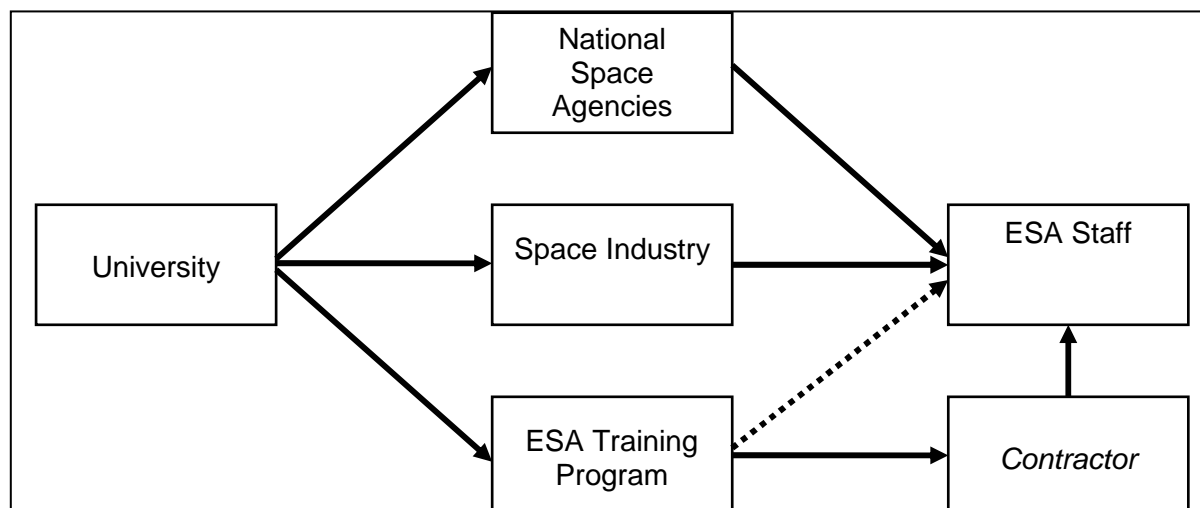 National
Space
Agencies
University
Space Industry
ESA Staff
ESA Training
Program
Contractor